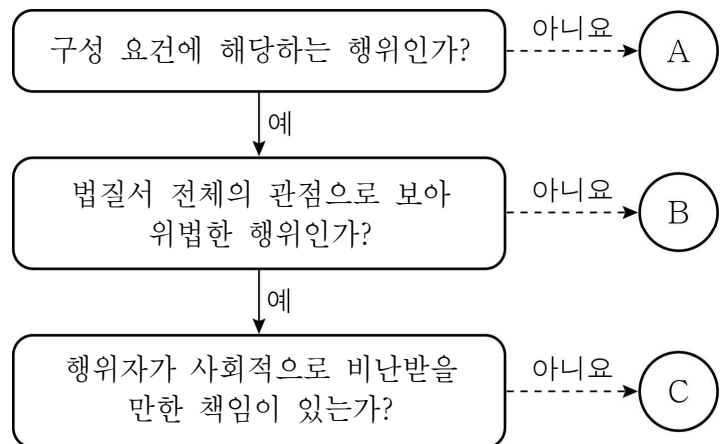 구성 요건에 해당하는 행위인가?
아니요
A
예
법질서 전체의 관점으로 보아
위법한 행위인가?
아니요
B
예
행위자가 사회적으로 비난받을
만한 책임이 있는가?
아니요
C